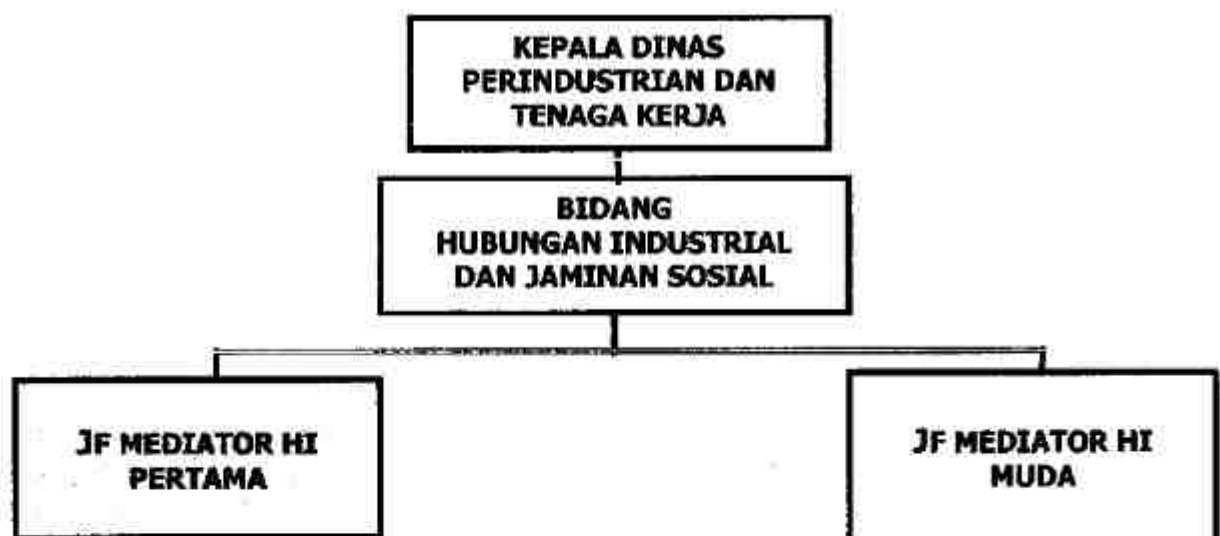 KEPALA DINAS
PERINDUSTRIAN DAN
TENAGA KERJA
BIDANG
HUBUNGAN INDUSTRIAL
DAN JAMINAN SOSIAL
JF MEDIATOR HI
PERTAMA
JF MEDIATOR HI
MUDA